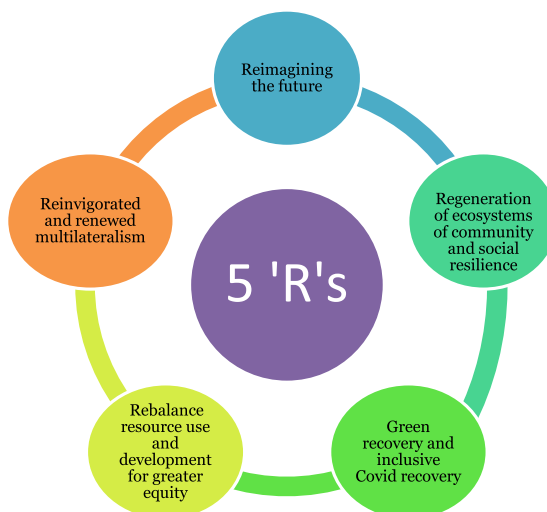 Reimagining
the future
Regeneration
of ecosystems
of community
and social
resilience
Green
recovery and
inclusive
Covid recovery
Rebalance
resource use
and
development
for greater
equity
Reinvigorated
and renewed
multilateralism
5 'R's